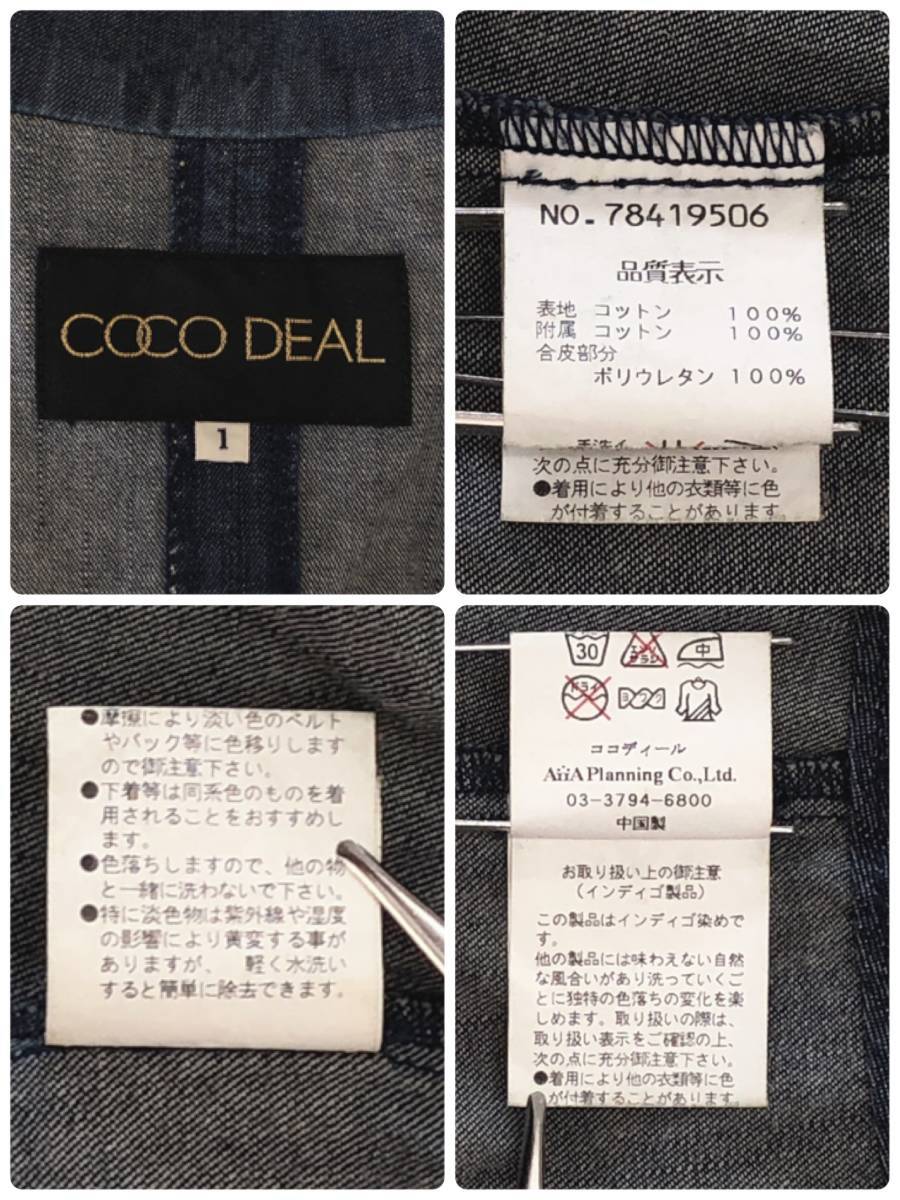 COCO DEAL
1
NO.78419506
品質表示
表地 コットン 100%
附属 コットン 100%
合皮部分
ポリウレタン 100%
手洗イ
次の点に充分御注意下さい。
●着用により他の衣類等に色
が付着することがあります。
●摩擦により淡い色のベルト
やバック等に色移りします
ので御注意下さい。
●下着等は同系色のものを着
用されることをおすすめし
ます。
●色落ちしますので、他の物
と一緒に洗わないで下さい。
●特に淡色物は紫外線や湿度
の影響により黄変する事が
ありますが、 軽く水洗い
すると簡単に除去できます。
30 エンソサラシ 中
ドライ ヨワク
ココディール
AiiA Planning Co.,Ltd.
03-3794-6800
中国製
お取り扱い上の御注意
(インディゴ製品)
この製品はインディゴ染めで
す。
他の製品には味わえない自然
な風合いがあり洗っていくご
とに独特の色落ちの変化を楽
しめます。取り扱いの際は、
取り扱い表示をご確認の上、
次の点に充分御注意下さい。
●着用により他の衣類等に色
が付着することがあります。